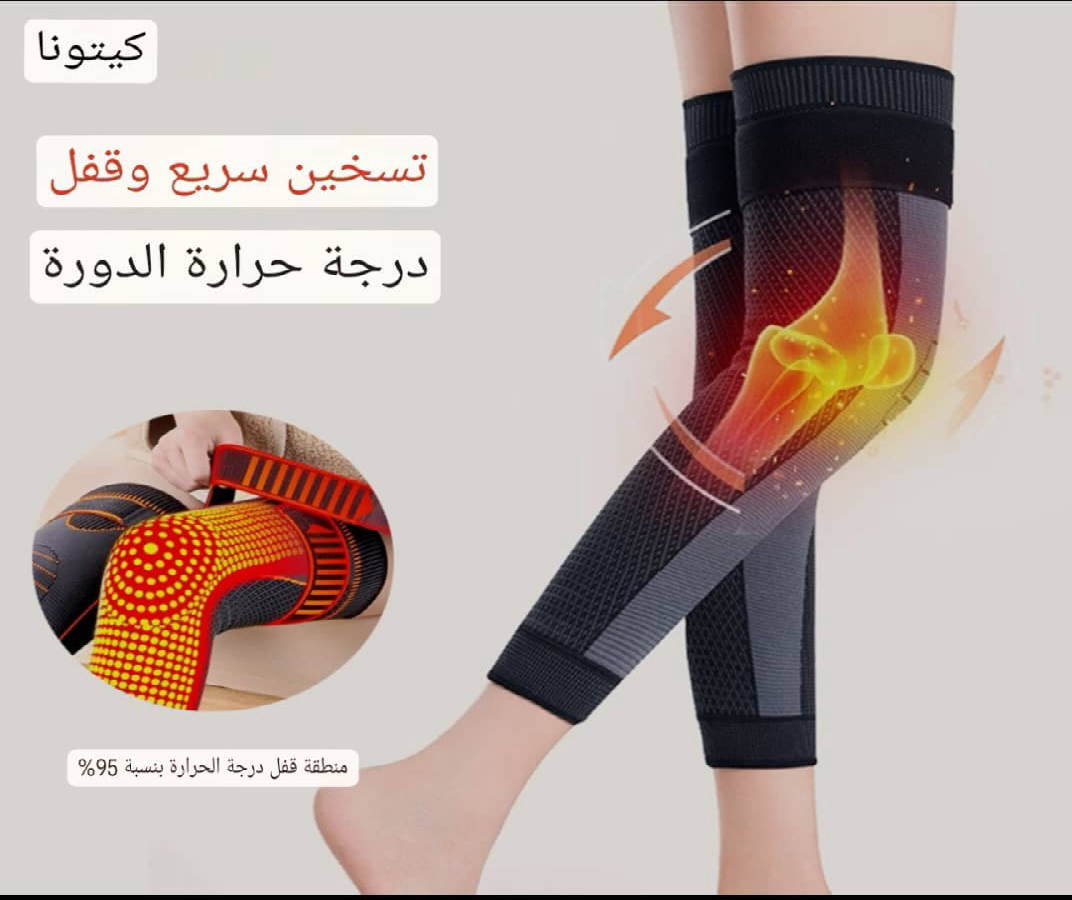 كيتونا
تسخين سريع وقفل
درجة حرارة الدورة
منطقة قفل درجة الحرارة بنسبة 95%